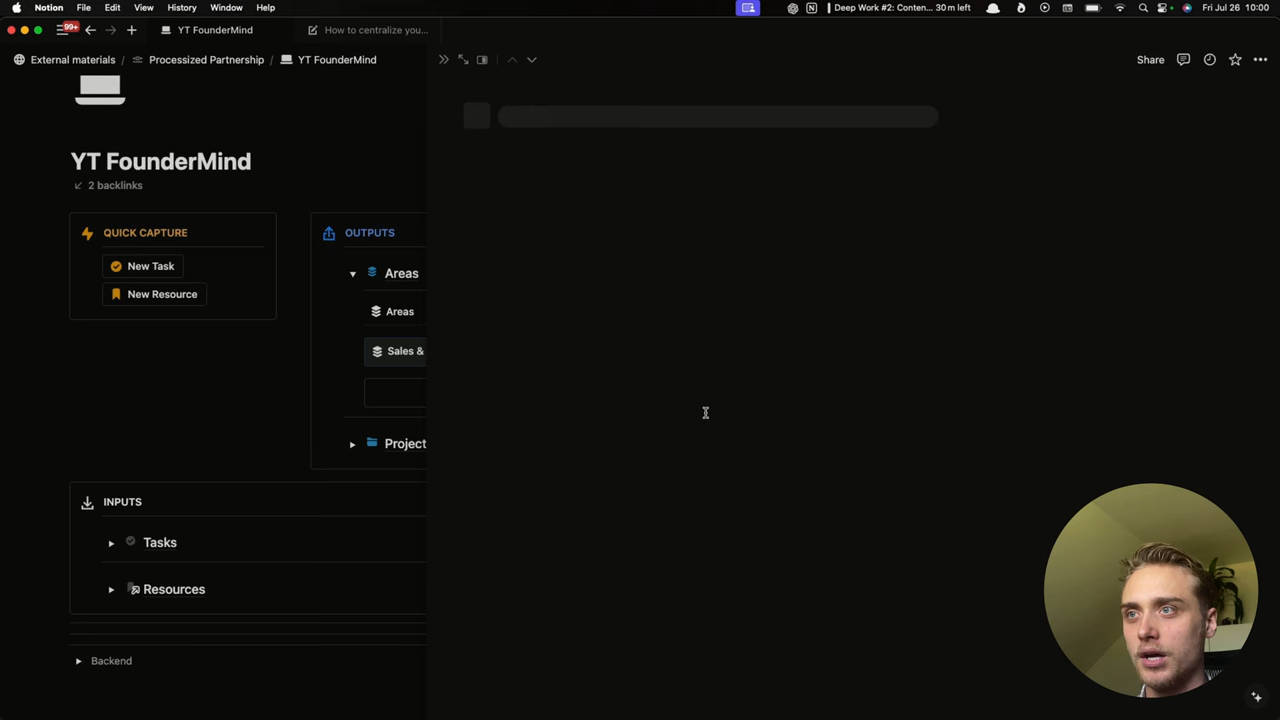 Notion File Edit View History Window Help Deep Work #2: Conten... 30 m left Fri Jul 26 10:00
99+ YT FounderMind How to centralize you...
External materials / Processized Partnership / YT FounderMind Share
YT FounderMind
2 backlinks
QUICK CAPTURE
New Task
New Resource
OUTPUTS
Areas
Areas
Sales &
Project
INPUTS
Tasks
Resources
Backend